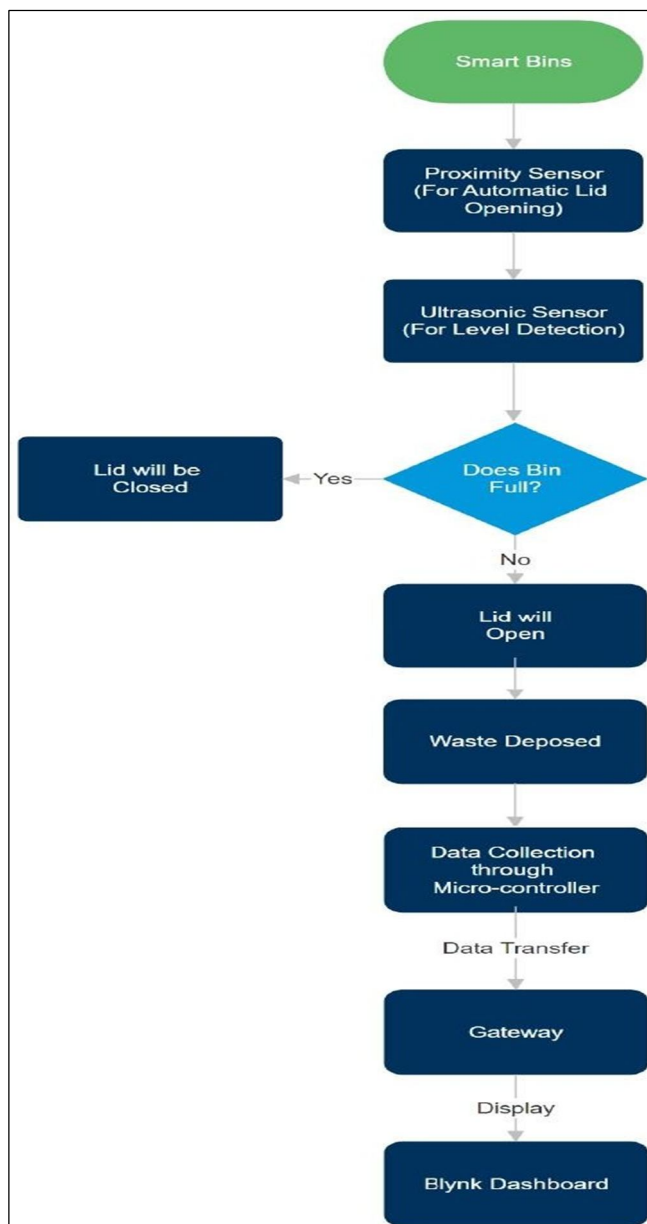 Smart Bins
Proximity Sensor
(For Automatic Lid
Opening)
Ultrasonic Sensor
(For Level Detection)
Does Bin
Full?
Yes
Lid will be
Closed
No
Lid will
Open
Waste Deposed
Data Collection
through
Micro-controller
Data Transfer
Gateway
Display
Blynk Dashboard